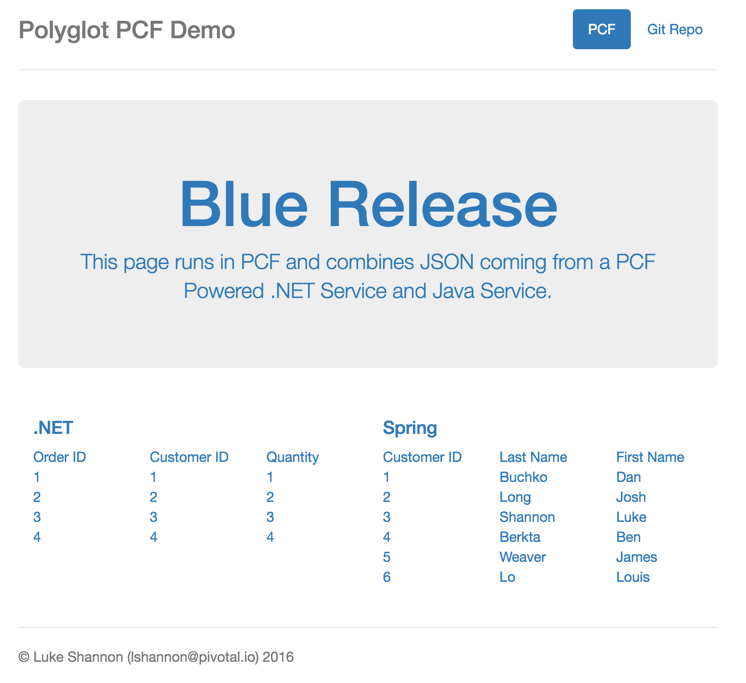 Polyglot PCF Demo
PCF Git Repo
Blue Release
This page runs in PCF and combines JSON coming from a PCF
Powered .NET Service and Java Service.
.NET
Order ID Customer ID Quantity
1 1 1
2 2 2
3 3 3
4 4 4
Spring
Customer ID Last Name First Name
1 Buchko Dan
2 Long Josh
3 Shannon Luke
4 Berkta Ben
5 Weaver James
6 Lo Louis
© Luke Shannon (lshannon@pivotal.io) 2016